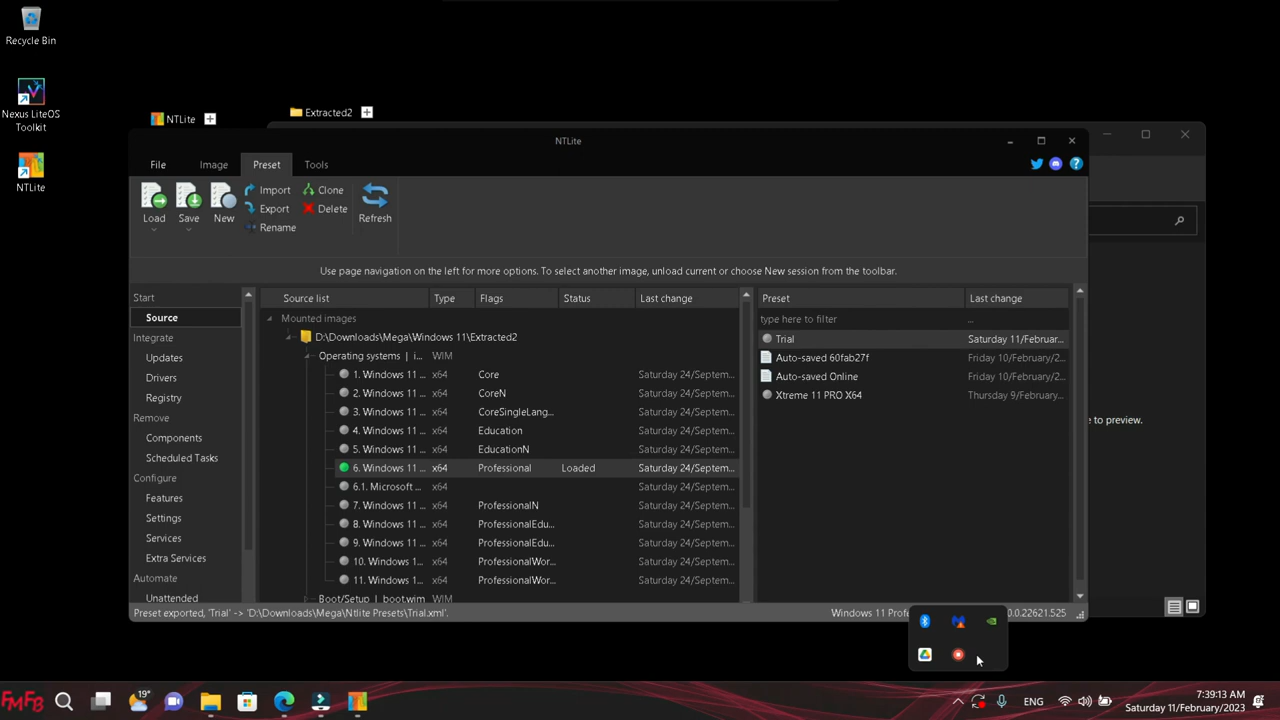 Recycle Bin
Nexus LiteOS
Toolkit
NTLite
NTLite
Extracted2
NTLite
File Image Preset Tools
Load Save New Import Export Rename Clone Delete Refresh
Use page navigation on the left for more options. To select another image, unload current or choose New session from the toolbar.
Start
Source
Integrate
Updates
Drivers
Registry
Remove
Components
Scheduled Tasks
Configure
Features
Settings
Services
Extra Services
Automate
Unattended
Source list Type Flags Status Last change
Mounted images
D:\Downloads\Mega\Windows 11\Extracted2
Operating systems | i... WIM
1. Windows 11 ... x64 Core Saturday 24/Septem...
2. Windows 11 ... x64 CoreN Saturday 24/Septem...
3. Windows 11 ... x64 CoreSingleLang... Saturday 24/Septem...
4. Windows 11 ... x64 Education Saturday 24/Septem...
5. Windows 11 ... x64 EducationN Saturday 24/Septem...
6. Windows 11 ... x64 Professional Loaded Saturday 24/Septem...
6.1. Microsoft ... x64 Saturday 24/Septem...
7. Windows 11 ... x64 ProfessionalN Saturday 24/Septem...
8. Windows 11 ... x64 ProfessionalEdu... Saturday 24/Septem...
9. Windows 11 ... x64 ProfessionalEdu... Saturday 24/Septem...
10. Windows 1... x64 ProfessionalWor... Saturday 24/Septem...
11. Windows 1... x64 ProfessionalWor... Saturday 24/Septem...
Boot/Setup | boot.wim WIM
Preset Last change
type here to filter ...
Trial Saturday 11/Februar...
Auto-saved 60fab27f Friday 10/February/2...
Auto-saved Online Friday 10/February/2...
Xtreme 11 PRO X64 Thursday 9/February/...
e to preview.
Preset exported, 'Trial' -> 'D:\Downloads\Mega\Ntlite Presets\Trial.xml'.
Windows 11 Profe .0.22621.525
FMFB
19°
ENG
7:39:13 AM
Saturday 11/February/2023